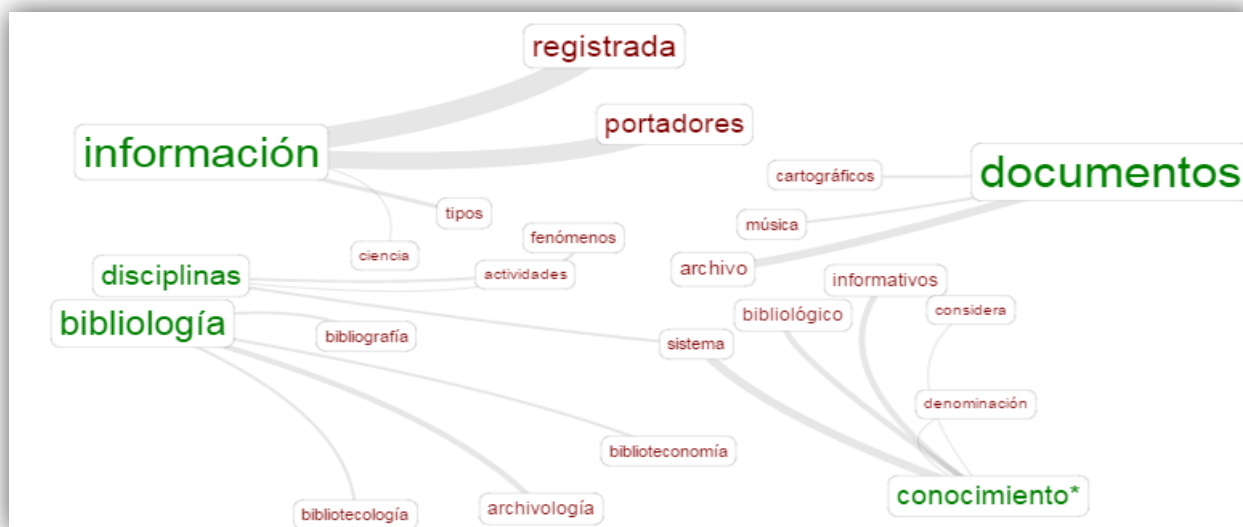 registrada
información
portadores
documentos
cartográficos
tipos
música
fenómenos
ciencia
disciplinas
actividades
archivo
informativos
bibliología
bibliológico
considera
bibliografía
sistema
denominación
biblioteconomía
conocimiento*
bibliotecología
archivología